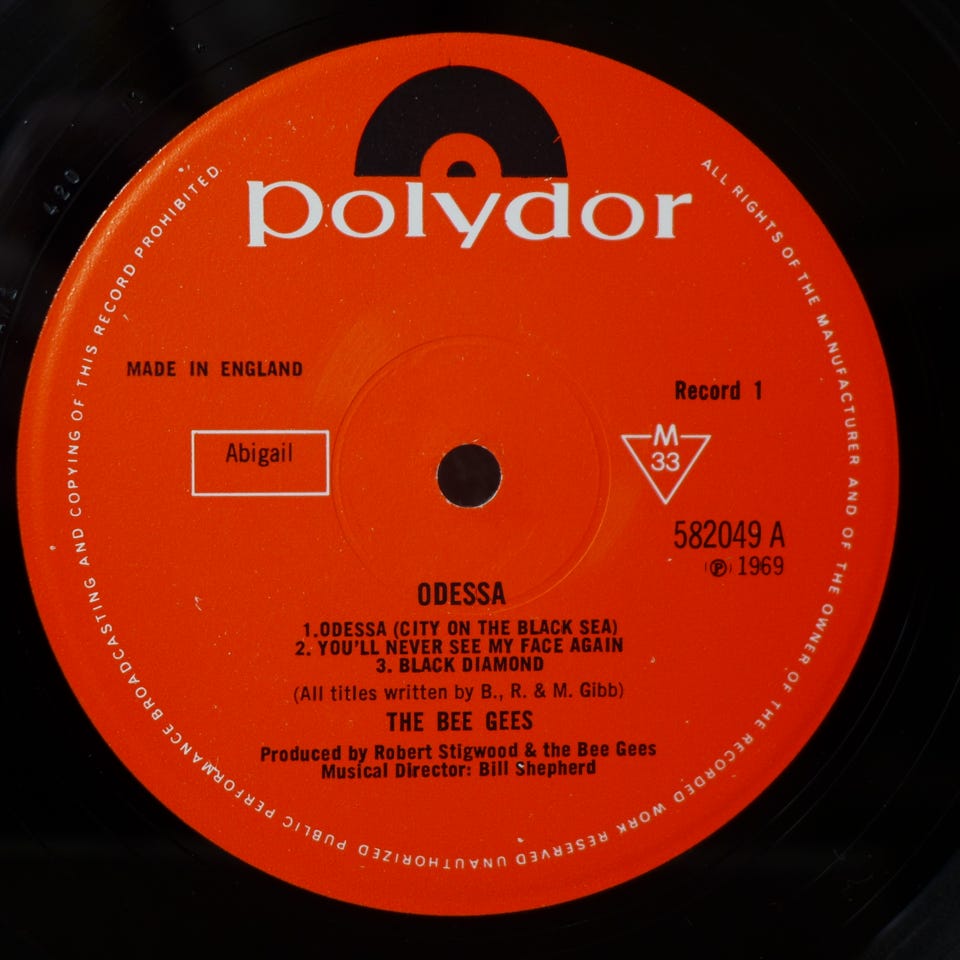 polydor
ALL RIGHTS OF THE MANUFACTURER AND OF THE OWNER OF THE RECORDED WORK RESERVED UNAUTHORIZED PUBLIC PERFORMANCE BROADCASTING AND COPYING OF THIS RECORD PROHIBITED
MADE IN ENGLAND
Record 1
Abigail
M
33
582049 A
(℗) 1969
ODESSA
1.ODESSA (CITY ON THE BLACK SEA)
2. YOU'LL NEVER SEE MY FACE AGAIN
3. BLACK DIAMOND
(All titles written by B., R. & M. Gibb)
THE BEE GEES
Produced by Robert Stigwood & the Bee Gees
Musical Director: Bill Shepherd
420